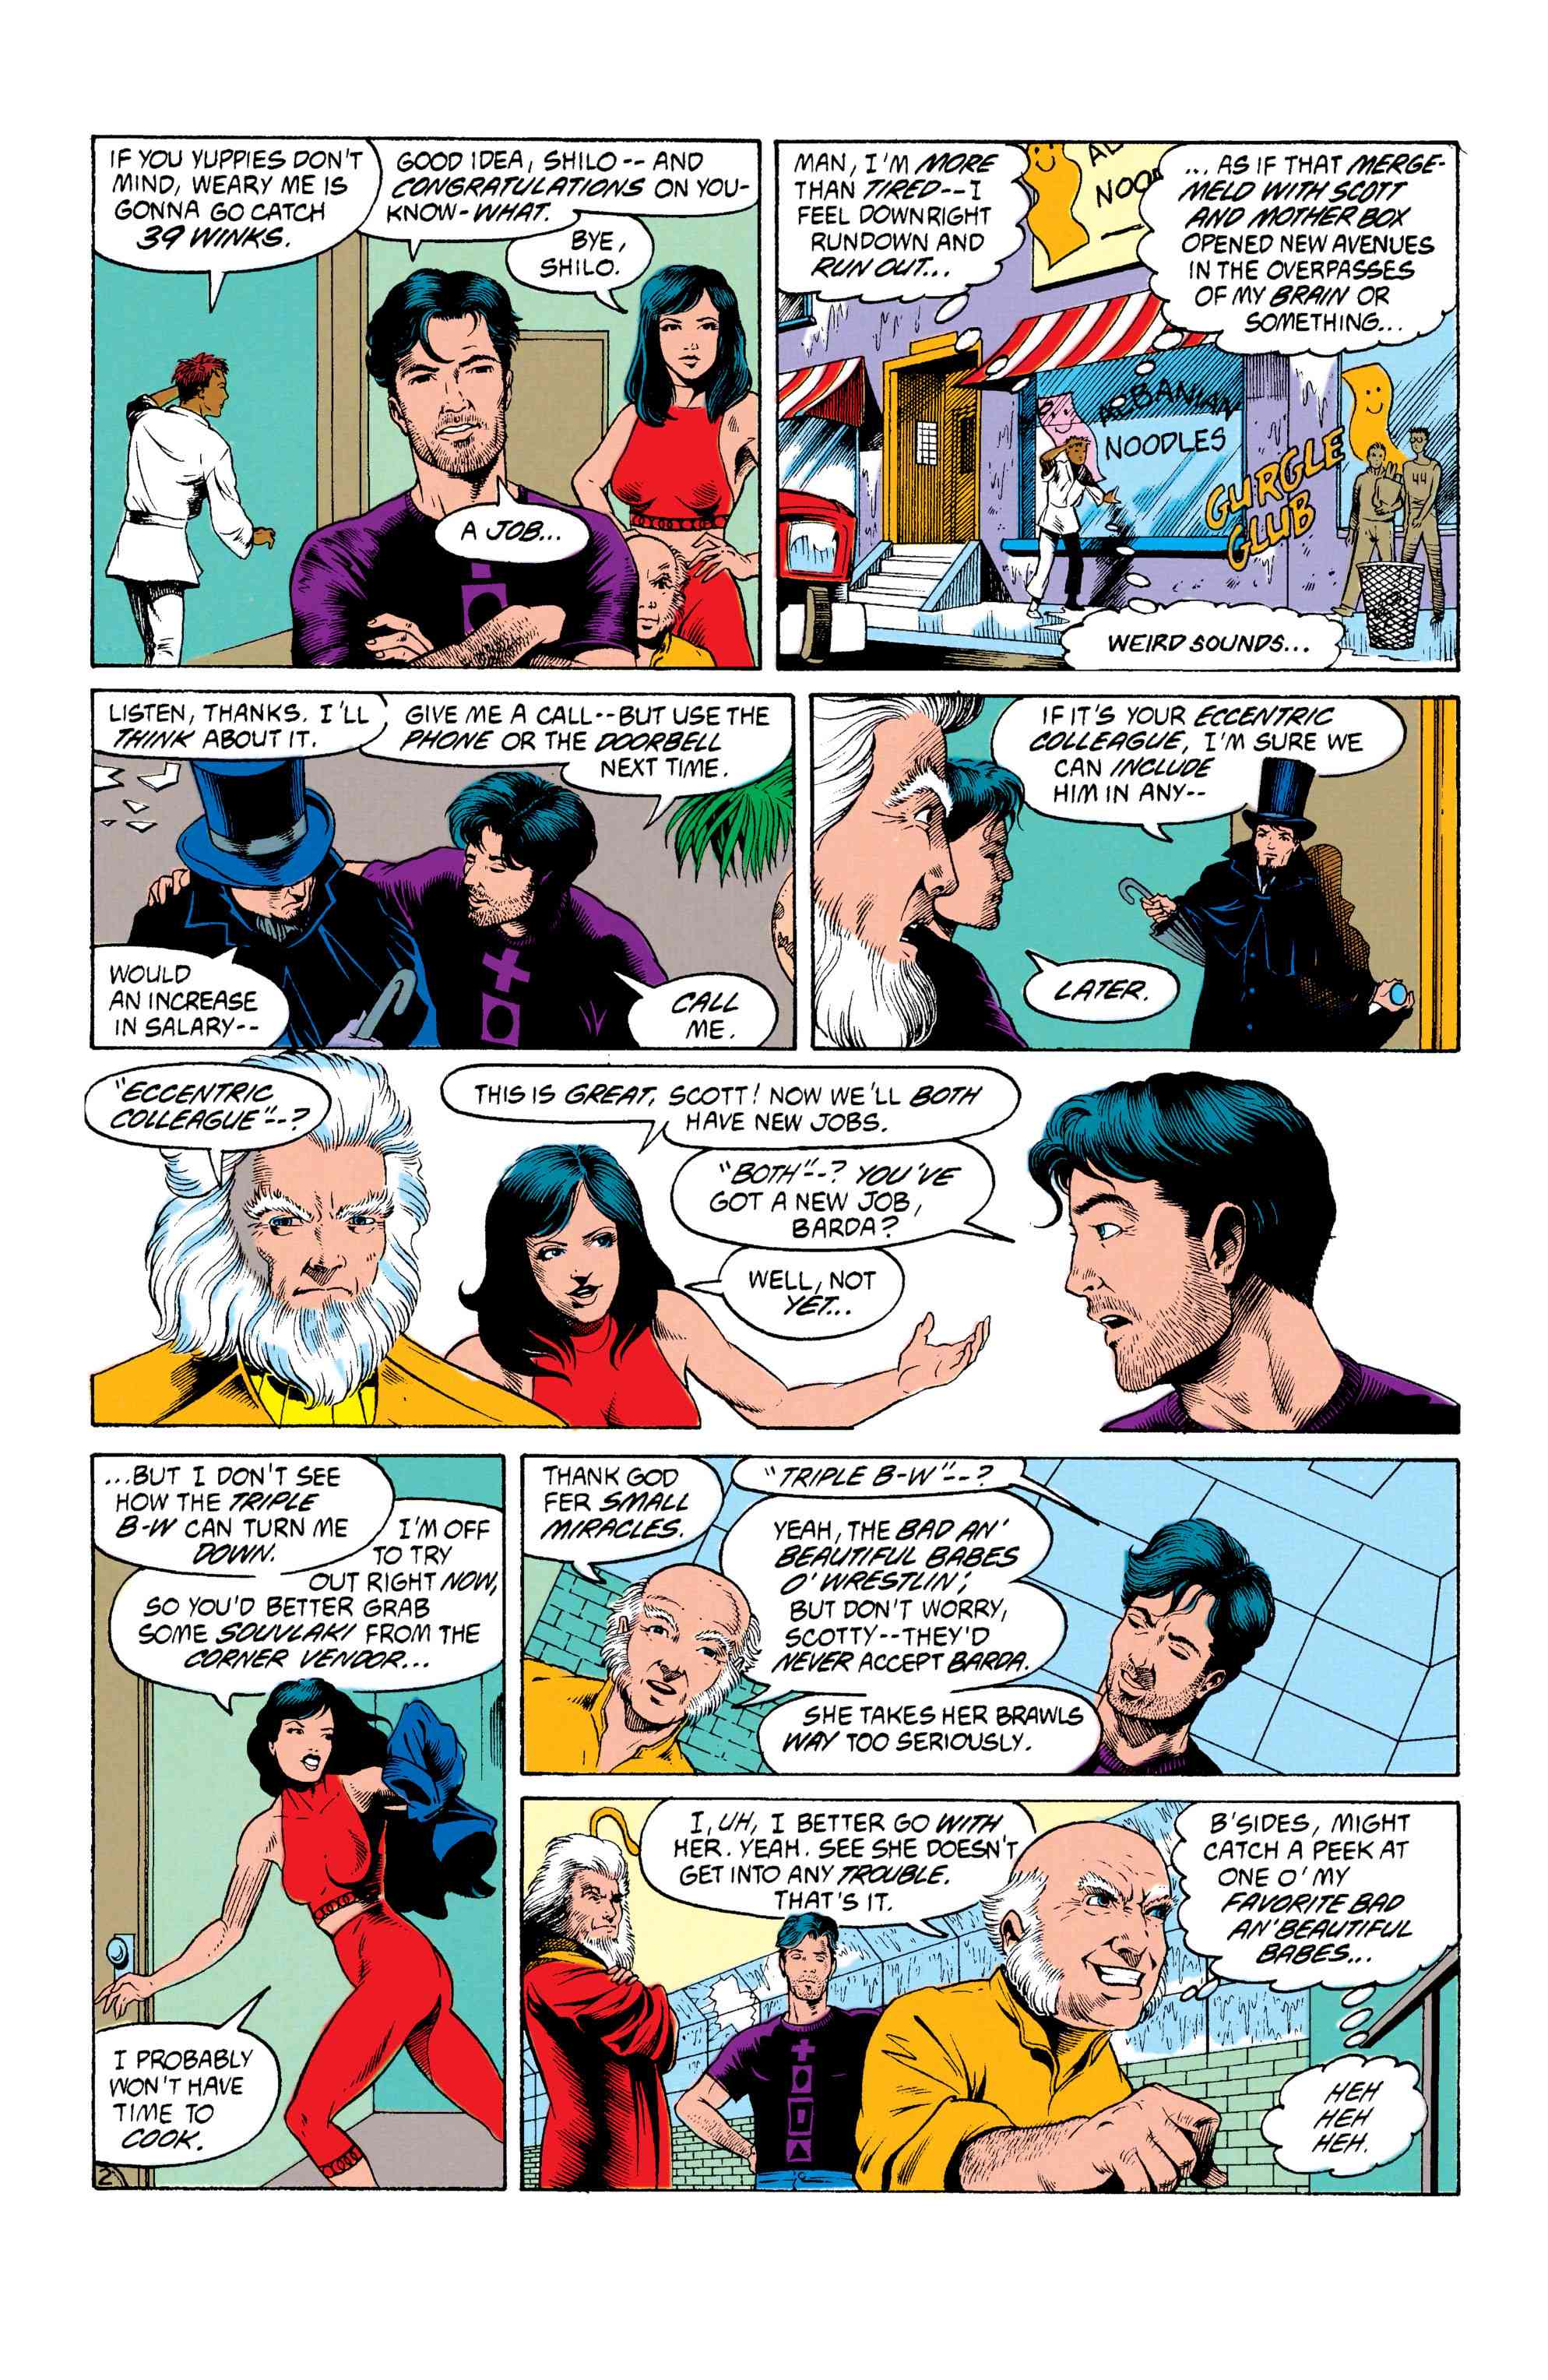 IF YOU YUPPIES DON'T
MIND, WEARY ME IS
GONNA GO CATCH
39 WINKS.
GOOD IDEA, SHILO -- AND
CONGRATULATIONS ON YOU-
KNOW-WHAT.
BYE,
SHILO.
A JOB...
MAN, I'M MORE
THAN TIRED--I
FEEL DOWNRIGHT
RUNDOWN AND
RUN OUT...
... AS IF THAT MERGE-
MELD WITH SCOTT
AND MOTHER BOX
OPENED NEW AVENUES
IN THE OVERPASSES
OF MY BRAIN OR
SOMETHING...
AL
NOO
ALBANIAN
NOODLES
GURGLE
GLUB
44
WEIRD SOUNDS...
LISTEN, THANKS. I'LL
THINK ABOUT IT.
GIVE ME A CALL--BUT USE THE
PHONE OR THE DOORBELL
NEXT TIME.
WOULD
AN INCREASE
IN SALARY--
CALL
ME.
IF IT'S YOUR ECCENTRIC
COLLEAGUE, I'M SURE WE
CAN INCLUDE
HIM IN ANY--
LATER.
"ECCENTRIC
COLLEAGUE"--?
THIS IS GREAT, SCOTT! NOW WE'LL BOTH
HAVE NEW JOBS.
"BOTH"--? YOU'VE
GOT A NEW JOB,
BARDA?
WELL, NOT
YET...
...BUT I DON'T SEE
HOW THE TRIPLE
B-W CAN TURN ME
DOWN.
I'M OFF
TO TRY
OUT RIGHT NOW,
SO YOU'D BETTER GRAB
SOME SOUVLAKI FROM THE
CORNER VENDOR...
I PROBABLY
WON'T HAVE
TIME TO
COOK.
2
THANK GOD
FER SMALL
MIRACLES.
"TRIPLE B-W"--?
YEAH, THE BAD AN'
BEAUTIFUL BABES
O' WRESTLIN';
BUT DON'T WORRY,
SCOTTY--THEY'D
NEVER ACCEPT BARDA.
SHE TAKES HER BRAWLS
WAY TOO SERIOUSLY.
I, UH, I BETTER GO WITH
HER. YEAH. SEE SHE DOESN'T
GET INTO ANY TROUBLE.
THAT'S IT.
B'SIDES, MIGHT
CATCH A PEEK AT
ONE O' MY
FAVORITE BAD
AN' BEAUTIFUL
BABES...
HEH
HEH
HEH.